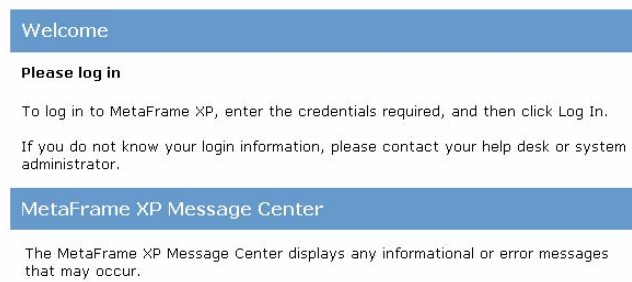 Welcome
Please log in
To log in to MetaFrame XP, enter the credentials required, and then click Log In.
If you do not know your login information, please contact your help desk or system
administrator.
MetaFrame XP Message Center
The MetaFrame XP Message Center displays any informational or error messages
that may occur.